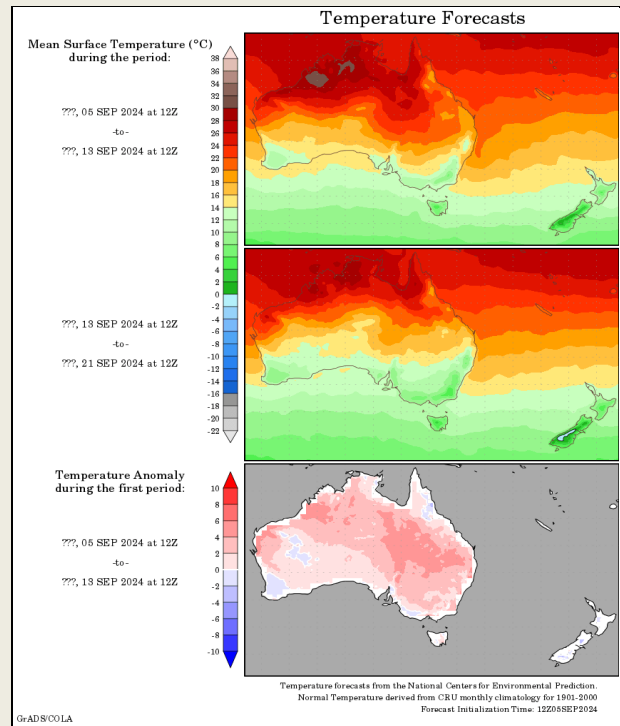 Temperature Forecasts
Mean Surface Temperature (°C)
during the period:
???, 05 SEP 2024 at 12Z
-to-
???, 13 SEP 2024 at 12Z
38
36
34
32
30
28
26
24
22
20
18
16
14
12
10
8
6
4
2
0
-2
-4
-6
-8
-10
-12
-14
-16
-18
-20
-22
???, 13 SEP 2024 at 12Z
-to-
???, 21 SEP 2024 at 12Z
Temperature Anomaly
during the first period:
???, 05 SEP 2024 at 12Z
-to-
???, 13 SEP 2024 at 12Z
10
8
6
4
2
0
-2
-4
-6
-8
-10
Temperature forecasts from the National Centers for Environmental Prediction.
Normal Temperature derived from CRU monthly climatology for 1901-2000
Forecast Initialization Time: 12Z05SEP2024
GrADS/COLA